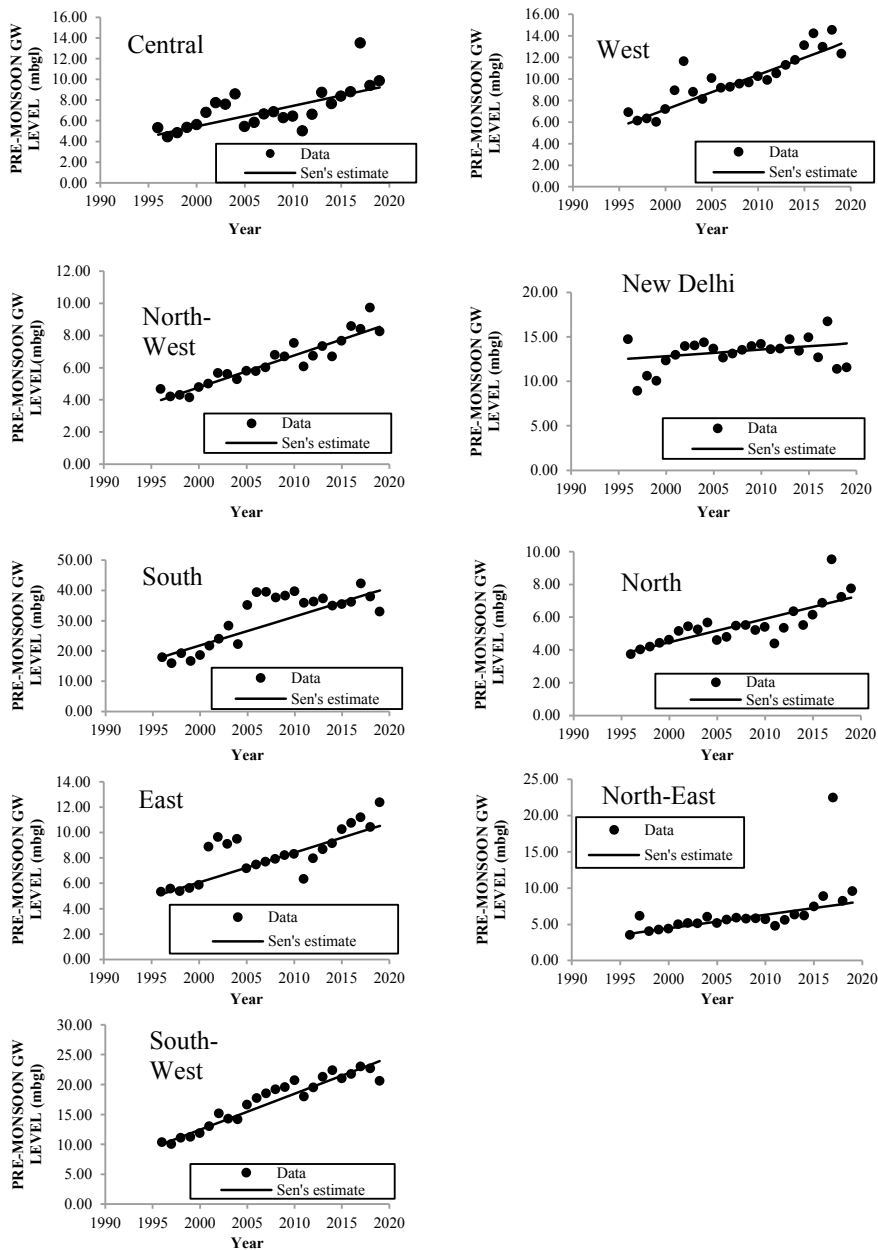 Central
PRE-MONSOON GW
LEVEL (mbgl)
16.00
14.00
12.00
10.00
8.00
6.00
4.00
2.00
0.00
Data
Sen's estimate
1990 1995 2000 2005 2010 2015 2020
Year
West
PRE-MONSOON GW
LEVEL (mbgl)
16.00
14.00
12.00
10.00
8.00
6.00
4.00
2.00
0.00
Data
Sen's estimate
1990 1995 2000 2005 2010 2015 2020
Year
North-
West
PRE-MONSOON GW
LEVEL(mbgl)
12.00
10.00
8.00
6.00
4.00
2.00
0.00
Data
Sen's estimate
1990 1995 2000 2005 2010 2015 2020
Year
New Delhi
PRE-MONSOON GW
LEVEL (mbgl)
20.00
15.00
10.00
5.00
0.00
Data
Sen's estimate
1990 1995 2000 2005 2010 2015 2020
Year
South
PRE-MONSOON GW
LEVEL (mbgl)
50.00
40.00
30.00
20.00
10.00
0.00
Data
Sen's estimate
1990 1995 2000 2005 2010 2015 2020
Year
North
PRE-MONSOON GW
LEVEL (mbgl)
10.00
8.00
6.00
4.00
2.00
0.00
Data
Sen's estimate
1990 1995 2000 2005 2010 2015 2020
Year
East
PRE-MONSOON GW
LEVEL (mbgl)
14.00
12.00
10.00
8.00
6.00
4.00
2.00
0.00
Data
Sen's estimate
1990 1995 2000 2005 2010 2015 2020
Year
North-East
PRE-MONSOON GW
LEVEL (mbgl)
25.00
20.00
15.00
10.00
5.00
0.00
Data
Sen's estimate
1990 1995 2000 2005 2010 2015 2020
Year
South-
West
PRE-MONSOON GW
LEVEL (mbgl)
30.00
25.00
20.00
15.00
10.00
5.00
0.00
Data
Sen's estimate
1990 1995 2000 2005 2010 2015 2020
Year